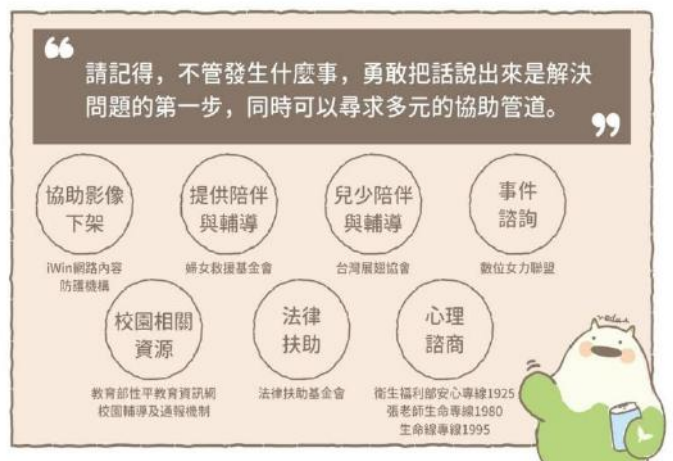 請記得，不管發生什麼事，勇敢把話說出來是解決
問題的第一步，同時可以尋求多元的協助管道。
協助影像
下架
iWin網路內容
防護機構
提供陪伴
與輔導
婦女救援基金會
兒少陪伴
與輔導
台灣展翅協會
事件
諮詢
數位女力聯盟
校園相關
資源
教育部性平教育資訊網
校園輔導及通報機制
法律
扶助
法律扶助基金會
心理
諮商
衛生福利部安心專線1925
張老師生命專線1980
生命線專線1995